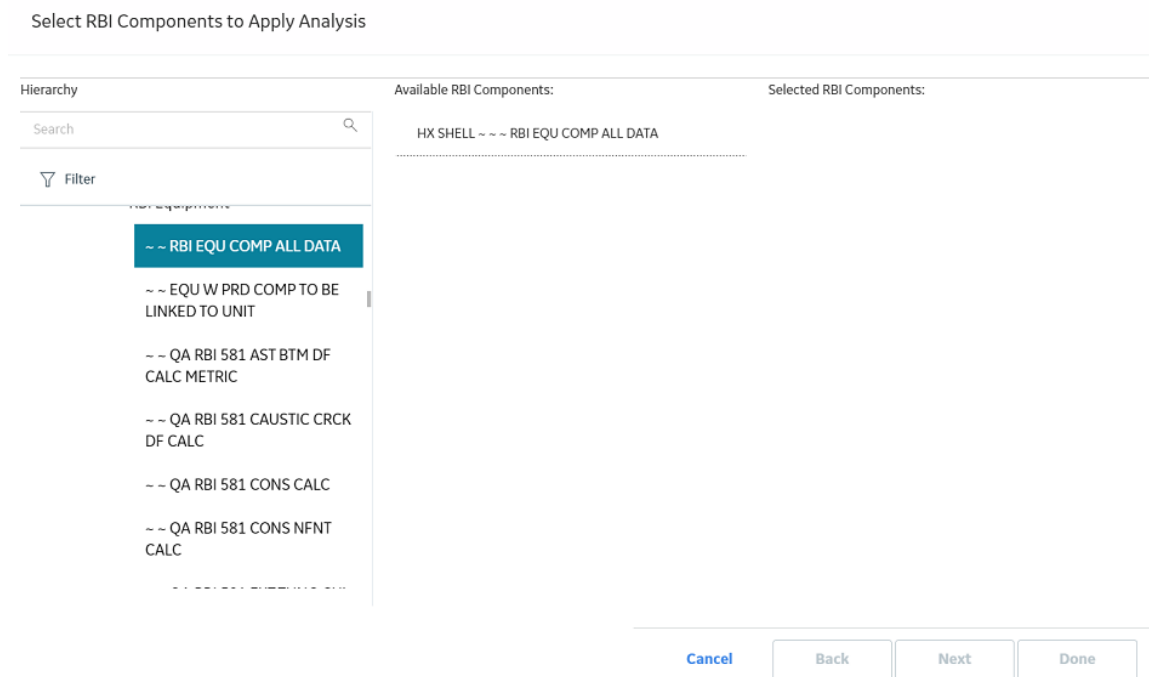 Select RBI Components to Apply Analysis
Hierarchy
Available RBI Components:
Selected RBI Components:
Search
HX SHELL ~ ~ ~ RBI EQU COMP ALL DATA
Filter
~ ~ RBI EQU COMP ALL DATA
~ ~ EQU W PRD COMP TO BE
LINKED TO UNIT
~ ~ QA RBI 581 AST BTM DF
CALC METRIC
~ ~ QA RBI 581 CAUSTIC CRCK
DF CALC
~ ~ QA RBI 581 CONS CALC
~ ~ QA RBI 581 CONS NFNT
CALC
Cancel
Back
Next
Done